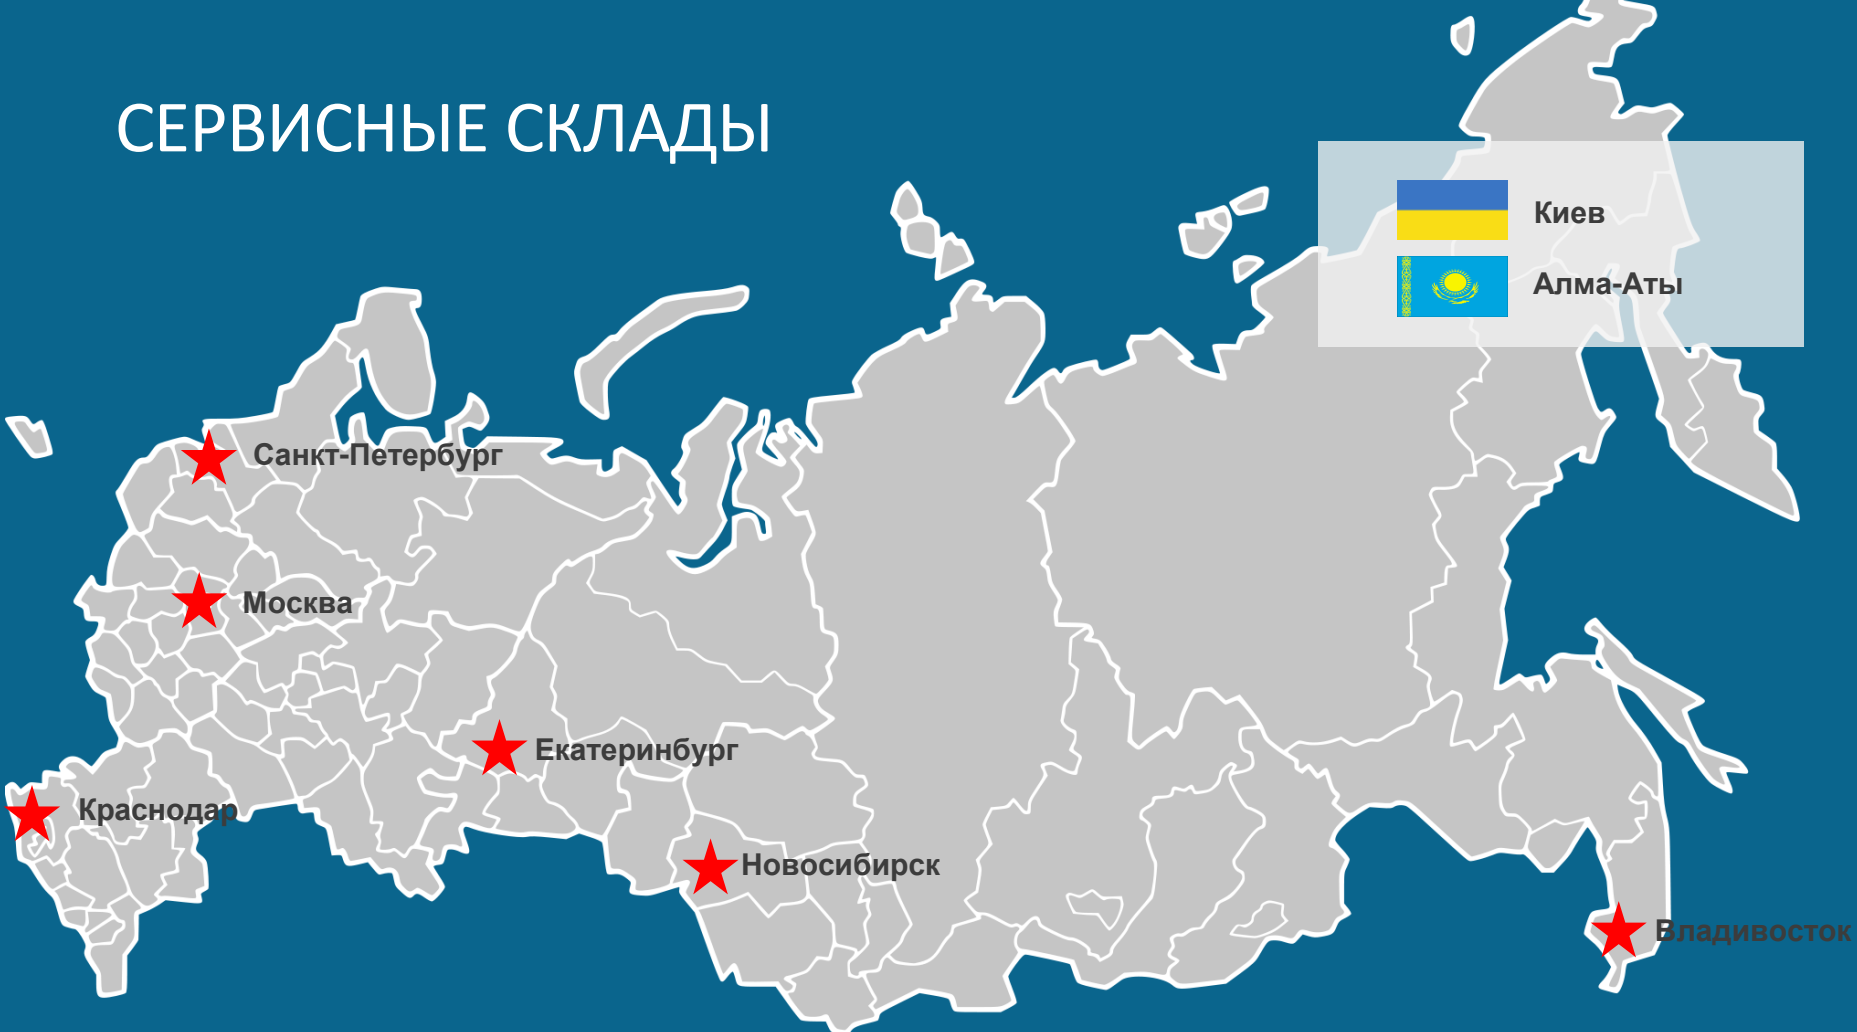 СЕРВИСНЫЕ СКЛАДЫ
Киев
Алма-Аты
Санкт-Петербург
Москва
Екатеринбург
Краснодар
Новосибирск
Владивосток